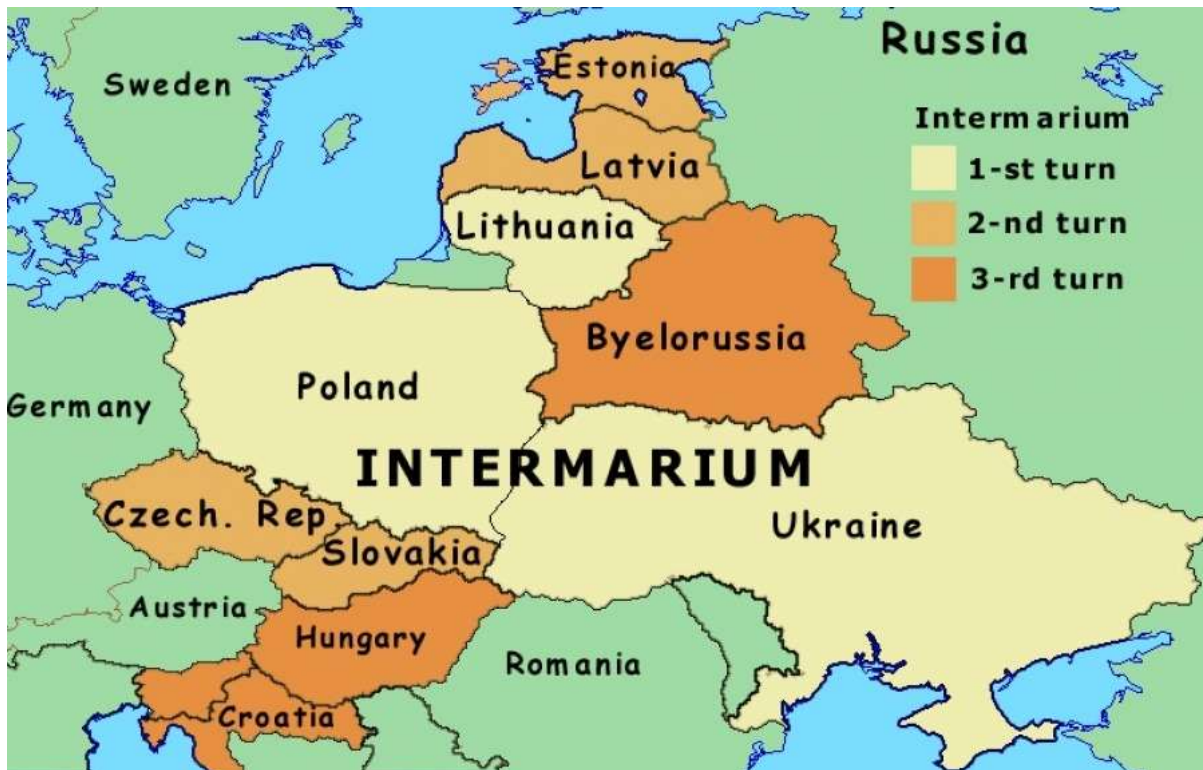 Russia
Sweden
Estonia
Intermarium
1-st turn
Latvia
2-nd turn
Lithuania
3-rd turn
Byelorussia
Poland
Germany
INTERMARIUM
Czech. Rep
Ukraine
Slovakia
Austria
Hungary
Romania
Croatia